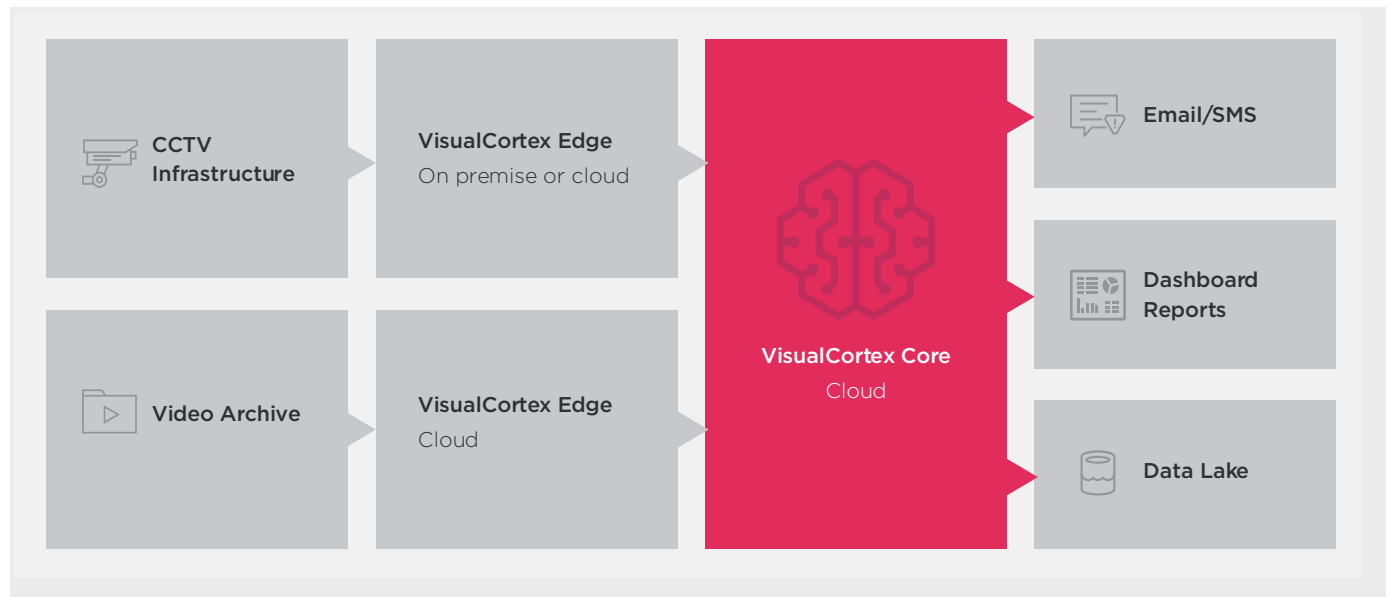 CCTV
Infrastructure
VisualCortex Edge
On premise or cloud
Video Archive
VisualCortex Edge
Cloud
VisualCortex Core
Cloud
Email/SMS
Dashboard
Reports
Data Lake